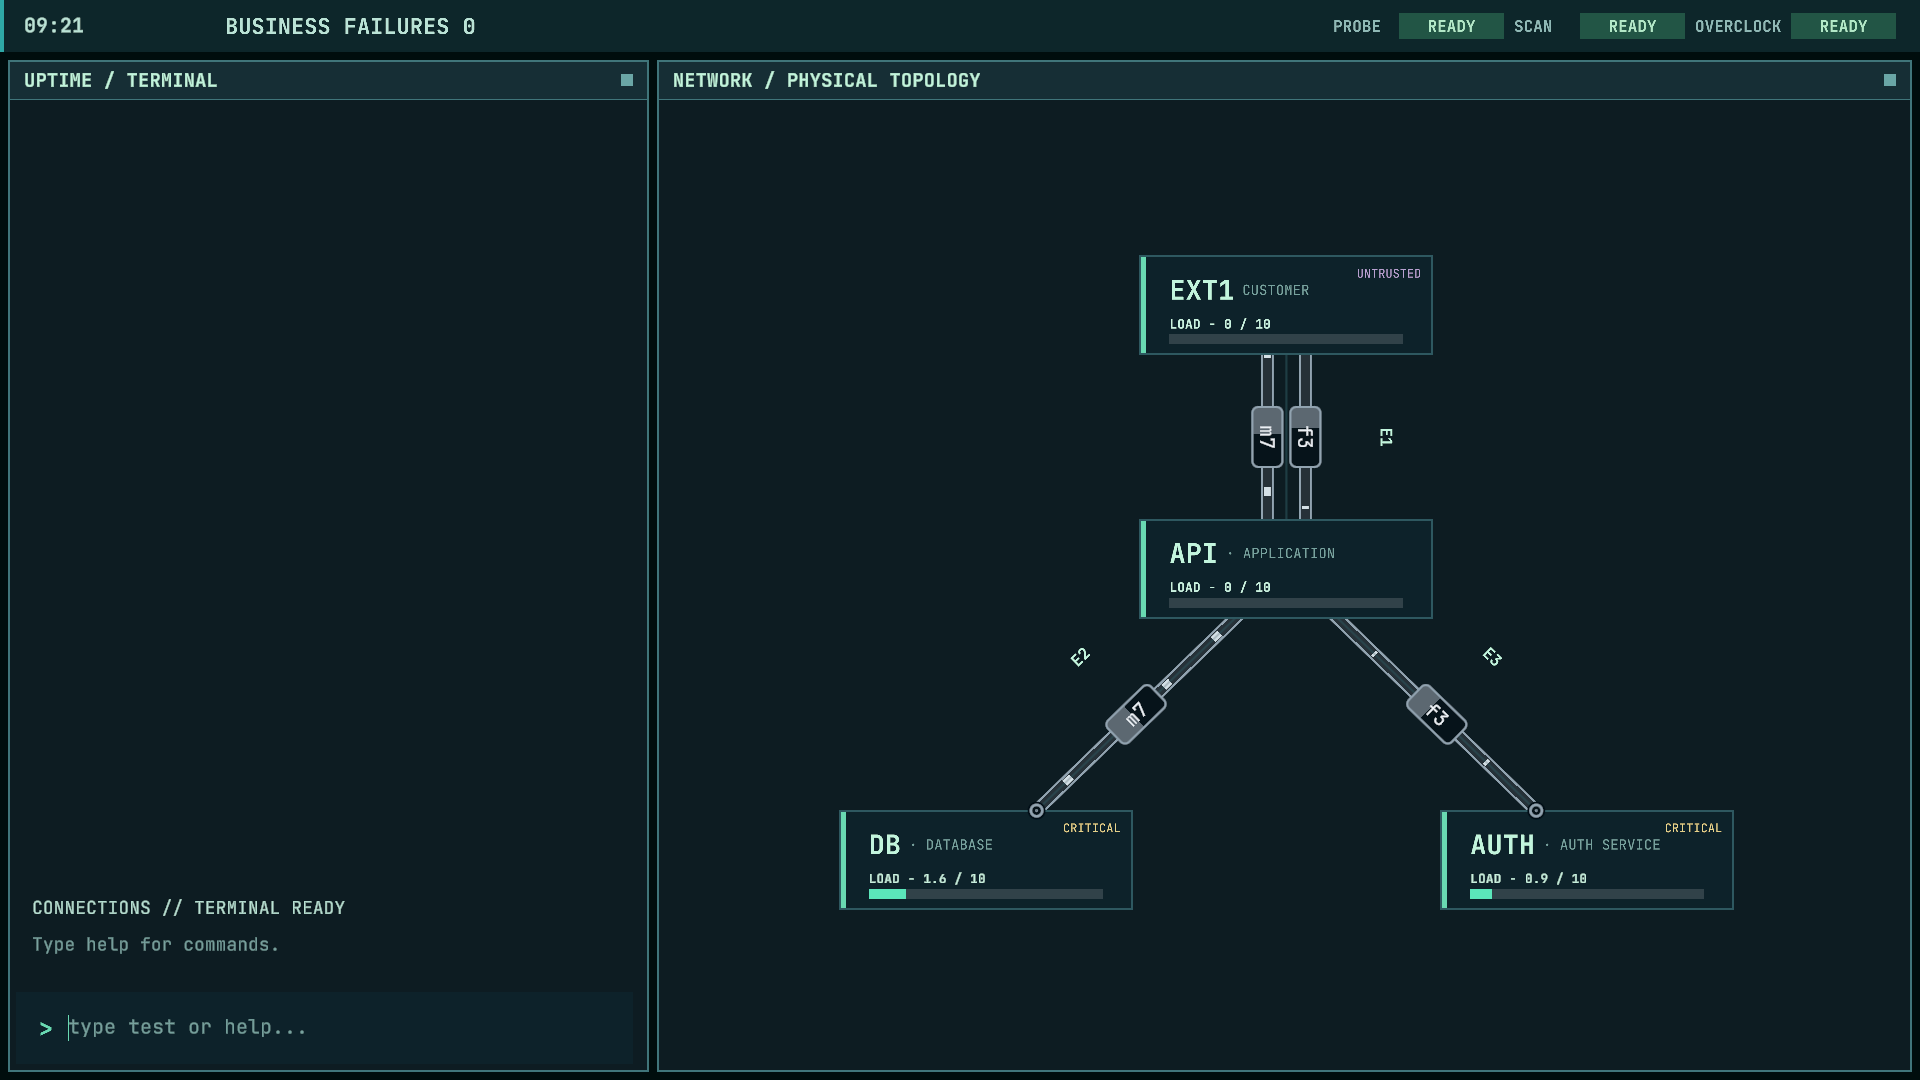 09:21
BUSINESS FAILURES 0
PROBE READY SCAN READY OVERCLOCK READY
UPTIME / TERMINAL
NETWORK / PHYSICAL TOPOLOGY
UNTRUSTED
EXT1 CUSTOMER
LOAD - 0 / 10
m7 f3 E1
API · APPLICATION
LOAD - 0 / 10
E2 E3
m7 f3
CRITICAL
DB · DATABASE
LOAD - 1.6 / 10
CRITICAL
AUTH · AUTH SERVICE
LOAD - 0.9 / 10
CONNECTIONS // TERMINAL READY
Type help for commands.
> type test or help...